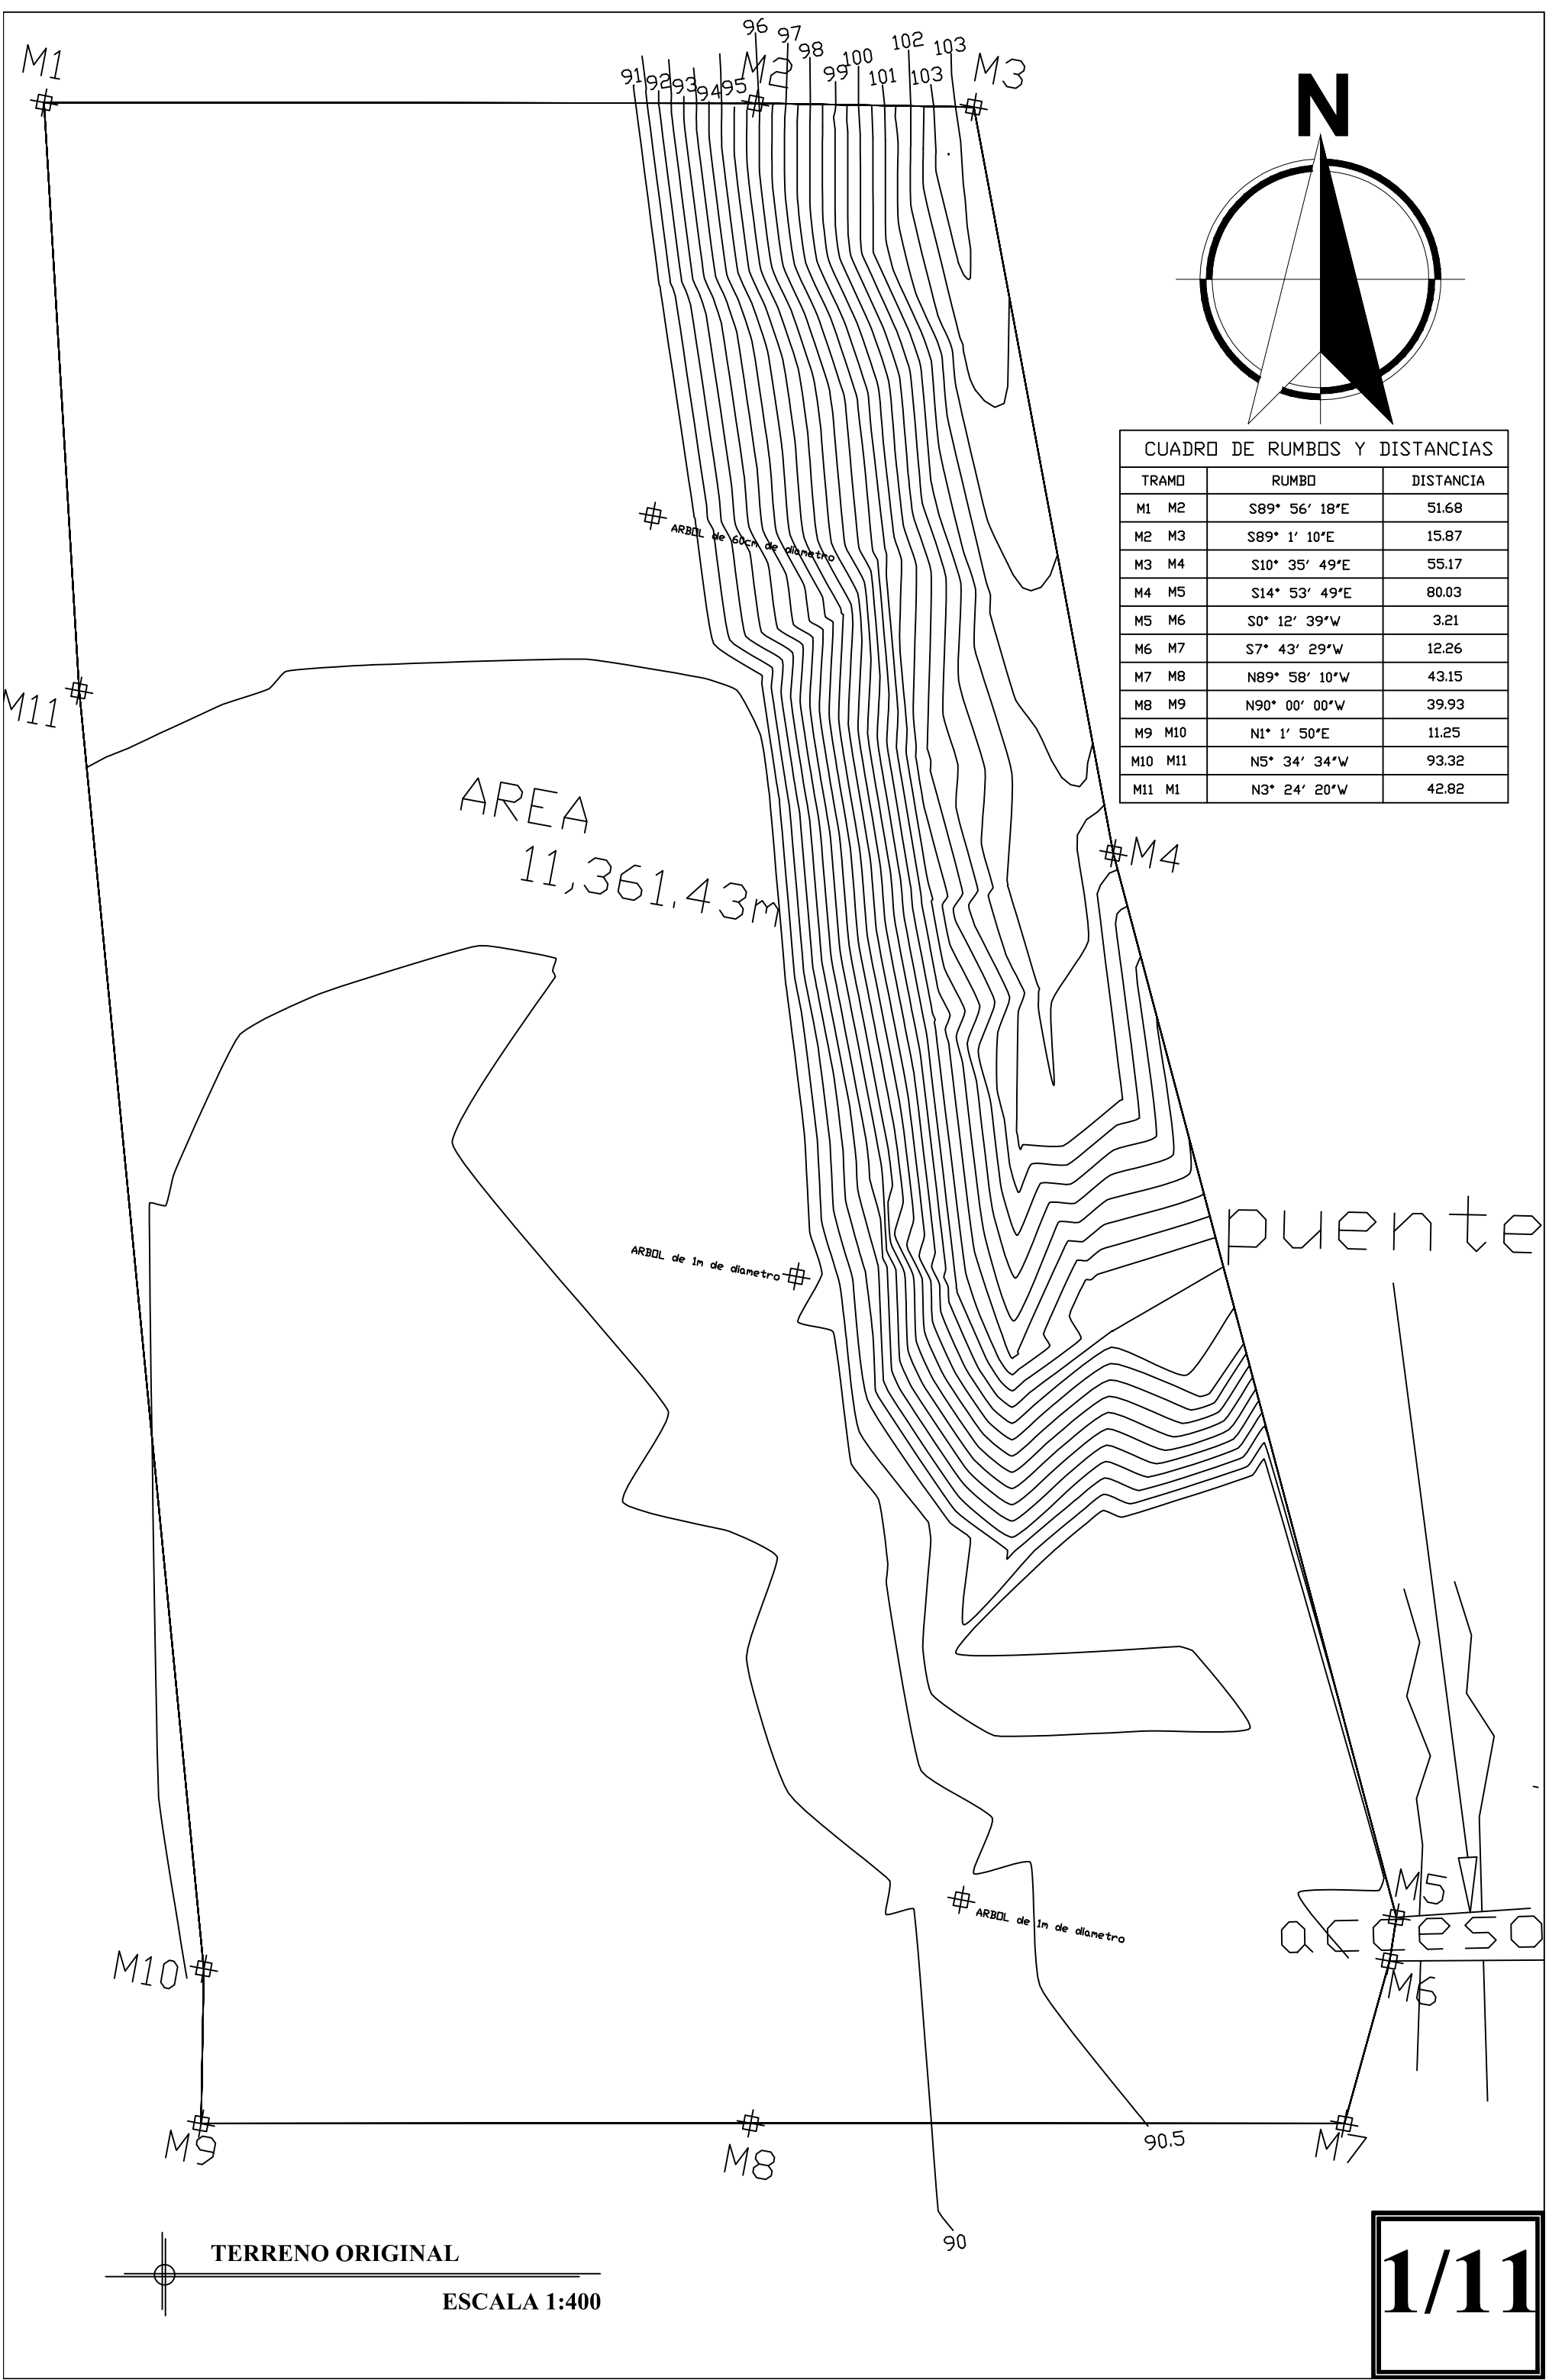 M1
91
92
93
94
95
96
M2
97
98
99
100
101
102
103
103
M3
N
CUADRO DE RUMBOS Y DISTANCIAS
TRAMO RUMBO DISTANCIA
M1 M2 S89° 56' 18"E 51.68
M2 M3 S89° 1' 10"E 15.87
M3 M4 S10° 35' 49"E 55.17
M4 M5 S14° 53' 49"E 80.03
M5 M6 S0° 12' 39"W 3.21
M6 M7 S7° 43' 29"W 12.26
M7 M8 N89° 58' 10"W 43.15
M8 M9 N90° 00' 00"W 39.93
M9 M10 N1° 1' 50"E 11.25
M10 M11 N5° 34' 34"W 93.32
M11 M1 N3° 24' 20"W 42.82
ARBOL de 60cm de diametro
M11
AREA
11,361.43m
M4
puente
ARBOL de 1m de diametro
M5
ARBOL de 1m de diametro
acceso
M10
M6
M9
M8
90.5
M7
90
TERRENO ORIGINAL
ESCALA 1:400
1/11